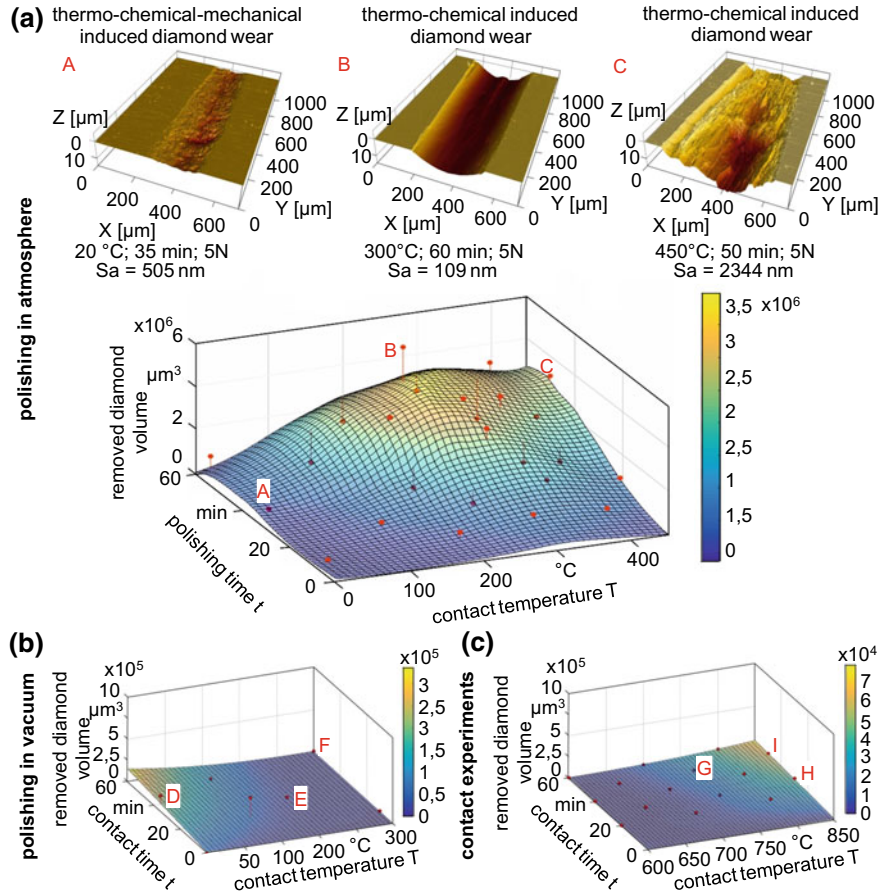 (a)
thermo-chemical-mechanical
induced diamond wear
A
Z [µm]
0
10
0
200
400
600
X [µm]
0
200
400
600
800
1000
Y [µm]
20 °C; 35 min; 5N
Sa = 505 nm
thermo-chemical induced
diamond wear
B
Z [µm]
0
10
0
200
400
600
X [µm]
0
200
400
600
800
1000
Y [µm]
300°C; 60 min; 5N
Sa = 109 nm
thermo-chemical induced
diamond wear
C
Z [µm]
0
10
0
200
400
600
X [µm]
0
200
400
600
800
1000
Y [µm]
450°C; 50 min; 5N
Sa = 2344 nm
polishing in atmosphere
removed diamond
volume
x10⁶
6
µm³
2
0
60
min
20
0
polishing time t
0
100
200
°C
400
contact temperature T
A
B
C
3,5
x10⁶
3
2,5
2
2,5
1
1,5
0
(b)
polishing in vacuum
removed diamond
volume
x10⁵
10
µm³
5
2,5
0
60
min
20
0
contact time t
50
100
200
°C
300
contact temperature T
D
E
F
x10⁵
3
2,5
2
1,5
1
0,5
0
(c)
contact experiments
removed diamond
volume
x10⁵
10
µm³
5
2,5
0
60
min
20
0
contact time t
600
650
700
750
°C
850
contact temperature T
G
H
I
x10⁴
7
6
5
4
3
2
1
0